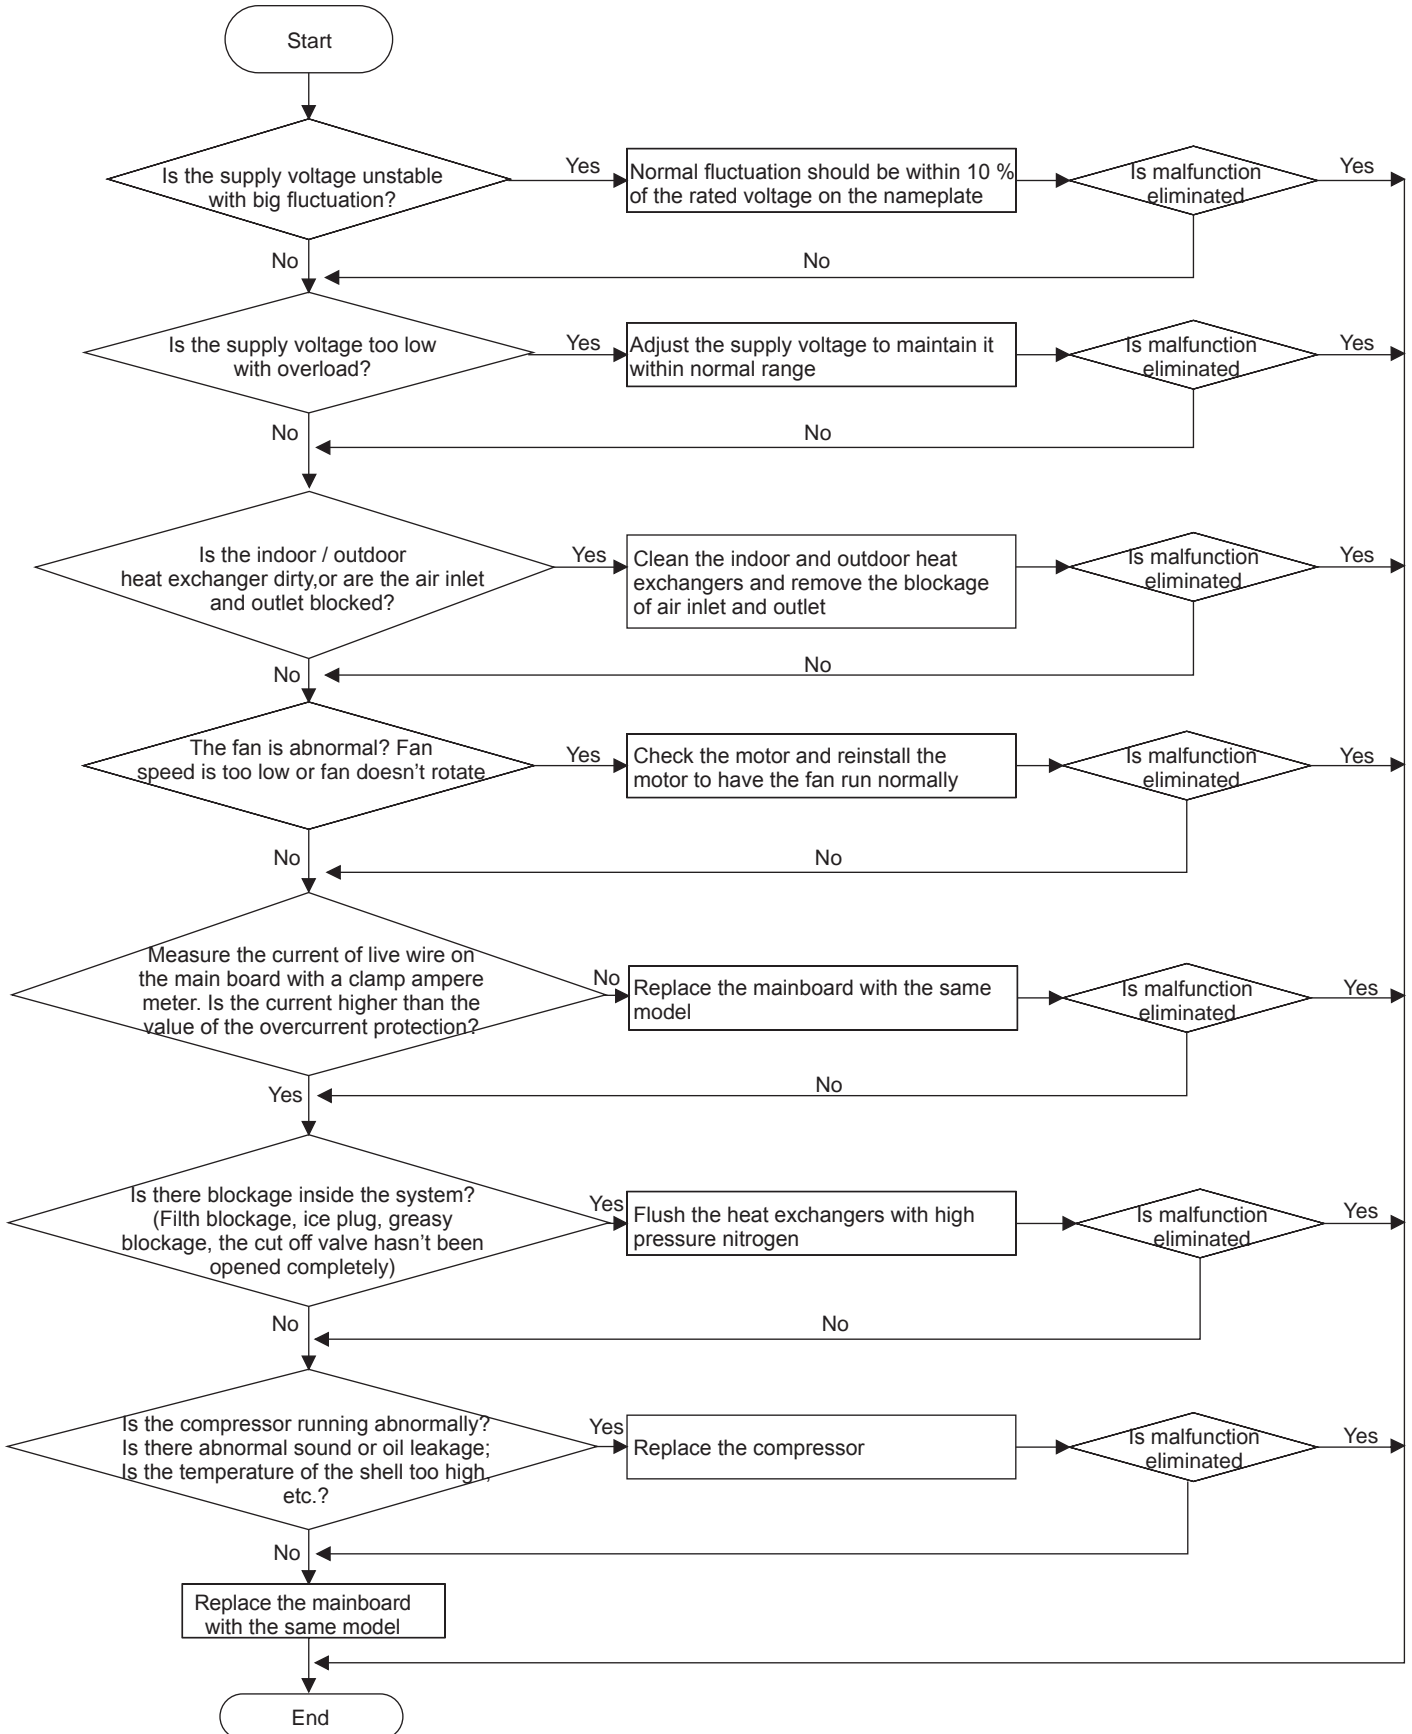 Start
Is the supply voltage unstable
with big fluctuation?
Yes
Normal fluctuation should be within 10 %
of the rated voltage on the nameplate
Is malfunction
eliminated
Yes
No
No
Is the supply voltage too low
with overload?
Yes
Adjust the supply voltage to maintain it
within normal range
Is malfunction
eliminated
Yes
No
No
Is the indoor / outdoor
heat exchanger dirty,or are the air inlet
and outlet blocked?
Yes
Clean the indoor and outdoor heat
exchangers and remove the blockage
of air inlet and outlet
Is malfunction
eliminated
Yes
No
No
The fan is abnormal? Fan
speed is too low or fan doesn't rotate
Yes
Check the motor and reinstall the
motor to have the fan run normally
Is malfunction
eliminated
Yes
No
No
Measure the current of live wire on
the main board with a clamp ampere
meter. Is the current higher than the
value of the overcurrent protection?
No
Replace the mainboard with the same
model
Is malfunction
eliminated
Yes
No
Yes
Is there blockage inside the system?
(Filth blockage, ice plug, greasy
blockage, the cut off valve hasn't been
opened completely)
Yes
Flush the heat exchangers with high
pressure nitrogen
Is malfunction
eliminated
Yes
No
No
Is the compressor running abnormally?
Is there abnormal sound or oil leakage;
Is the temperature of the shell too high,
etc.?
Yes
Replace the compressor
Is malfunction
eliminated
Yes
No
Replace the mainboard
with the same model
End